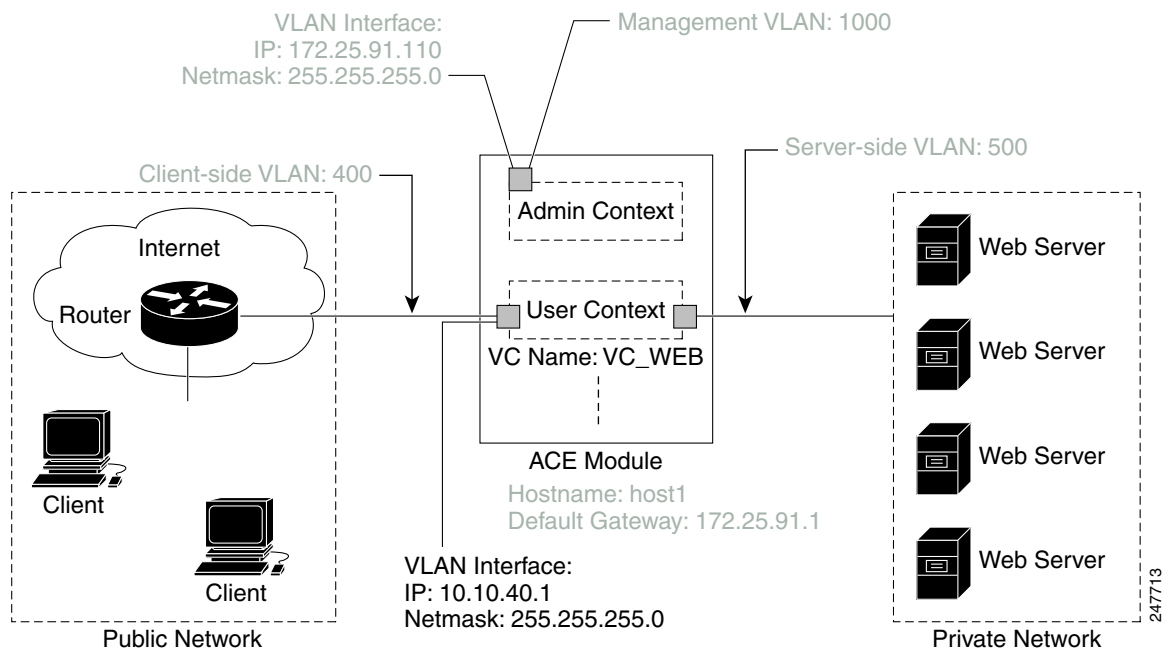 VLAN Interface:
IP: 172.25.91.110
Netmask: 255.255.255.0
Management VLAN: 1000
Client-side VLAN: 400
Server-side VLAN: 500
Admin Context
Internet
Router
User Context
VC Name: VC_WEB
Web Server
Web Server
Web Server
Web Server
Client
Client
ACE Module
Hostname: host1
Default Gateway: 172.25.91.1
VLAN Interface:
IP: 10.10.40.1
Netmask: 255.255.255.0
Public Network
Private Network
247713